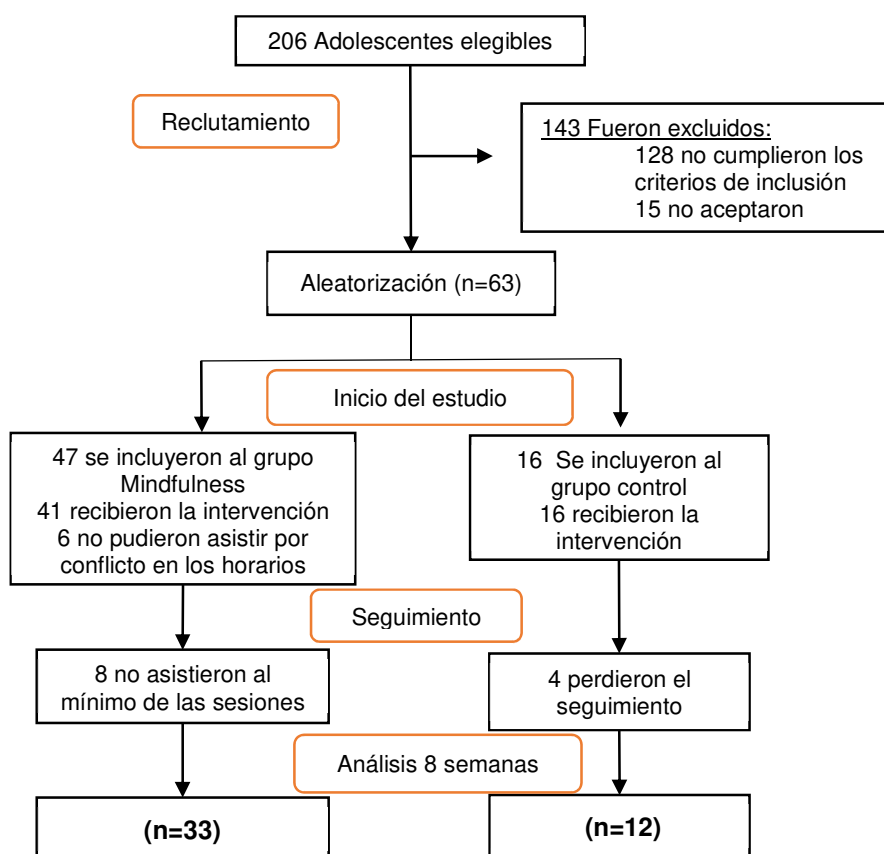 206 Adolescentes elegibles
Reclutamiento
143 Fueron excluidos:
128 no cumplieron los
criterios de inclusión
15 no aceptaron
Aleatorización (n=63)
Inicio del estudio
47 se incluyeron al grupo
Mindfulness
41 recibieron la intervención
6 no pudieron asistir por
conflicto en los horarios
16 Se incluyeron al
grupo control
16 recibieron la
intervención
Seguimiento
8 no asistieron al
mínimo de las sesiones
4 perdieron el
seguimiento
Análisis 8 semanas
(n=33)
(n=12)